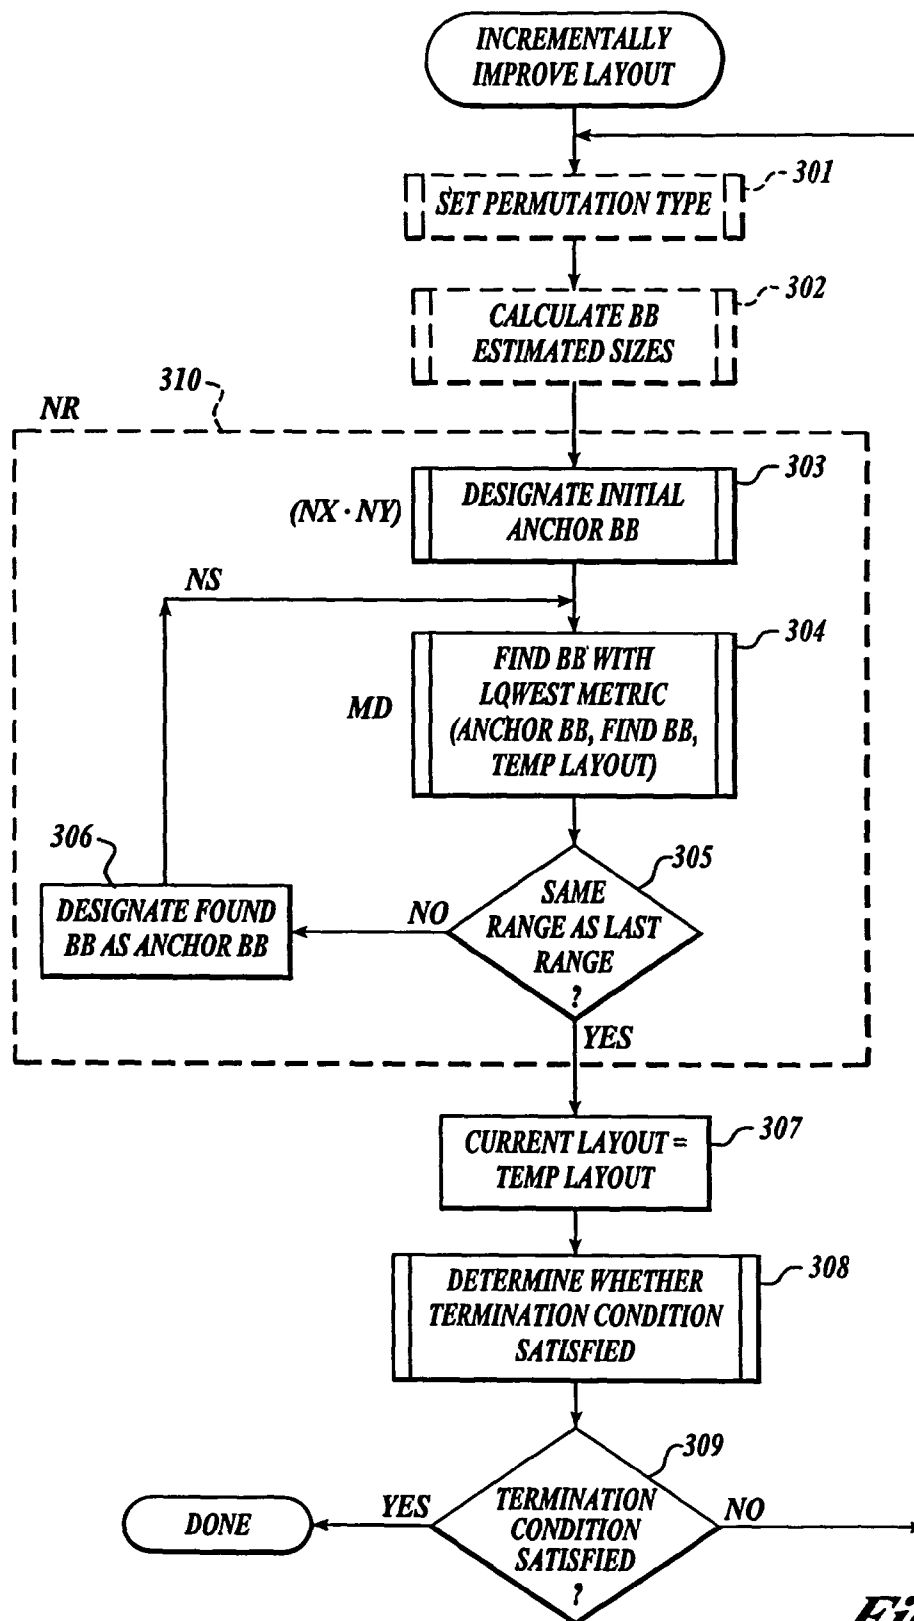 INCREMENTALLY
IMPROVE LAYOUT
301
SET PERMUTATION TYPE
302
CALCULATE BB
ESTIMATED SIZES
310
NR
303
(NX · NY)
DESIGNATE INITIAL
ANCHOR BB
NS
304
FIND BB WITH
LOWEST METRIC
(ANCHOR BB, FIND BB,
TEMP LAYOUT)
MD
306
305
DESIGNATE FOUND
BB AS ANCHOR BB
NO
SAME
RANGE AS LAST
RANGE
?
YES
307
CURRENT LAYOUT =
TEMP LAYOUT
308
DETERMINE WHETHER
TERMINATION CONDITION
SATISFIED
309
DONE
YES
TERMINATION
CONDITION
SATISFIED
?
NO